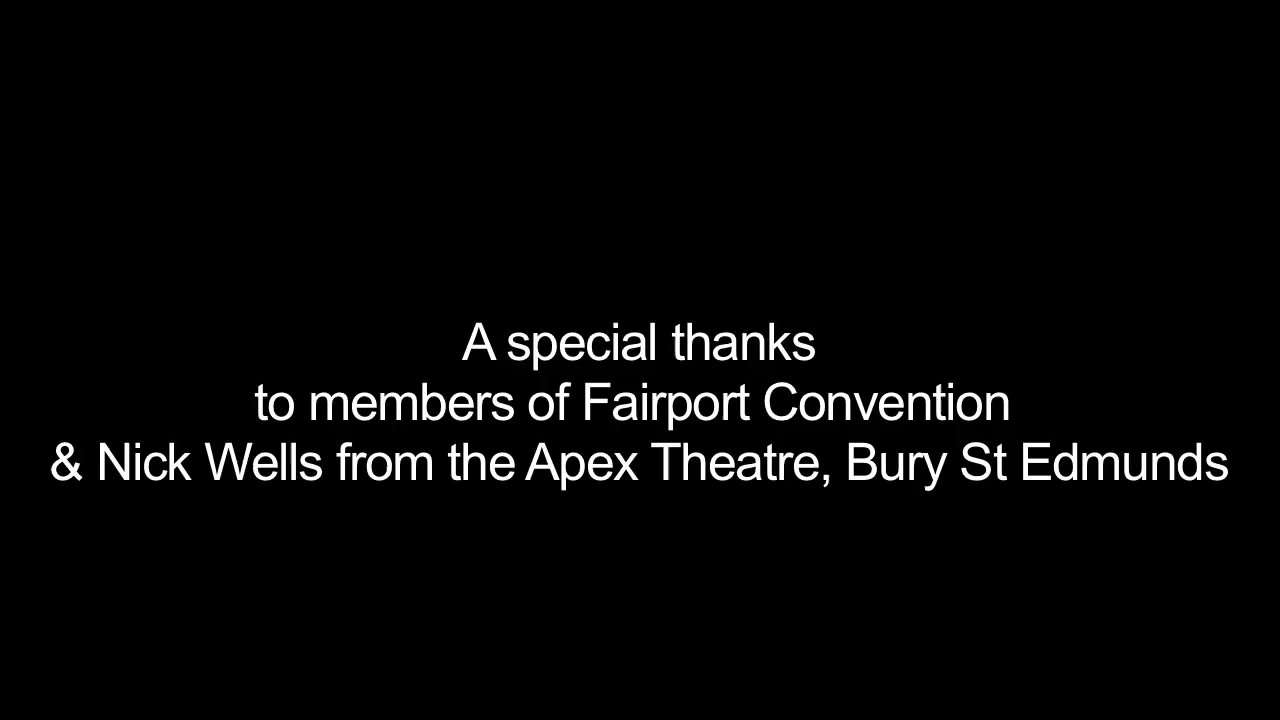 A special thanks
to members of Fairport Convention
& Nick Wells from the Apex Theatre, Bury St Edmunds